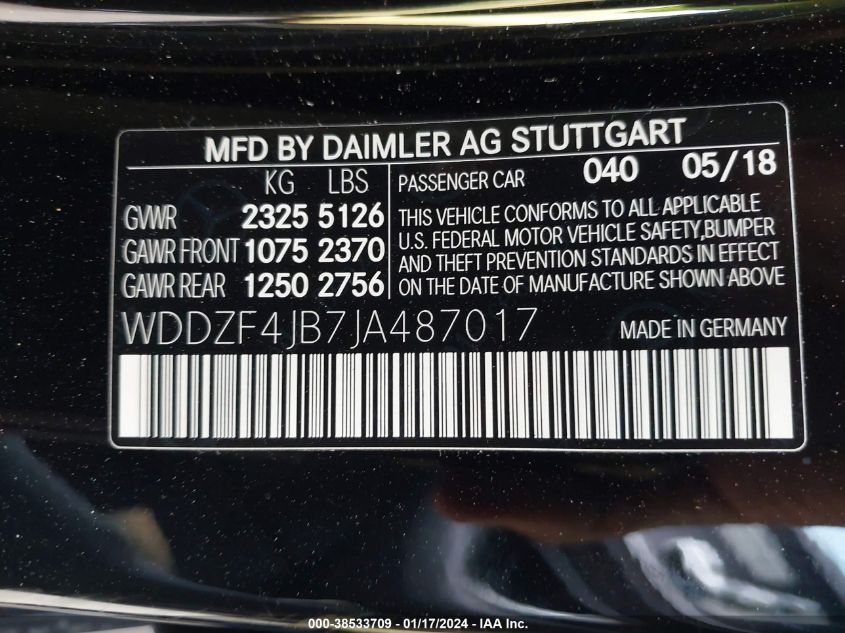 MFD BY DAIMLER AG STUTTGART
KG LBS
GVWR 2325 5126
GAWR FRONT 1075 2370
GAWR REAR 1250 2756
PASSENGER CAR 040 05/18
THIS VEHICLE CONFORMS TO ALL APPLICABLE
U.S. FEDERAL MOTOR VEHICLE SAFETY,BUMPER
AND THEFT PREVENTION STANDARDS IN EFFECT
ON THE DATE OF MANUFACTURE SHOWN ABOVE
WDDZF4JB7JA487017
MADE IN GERMANY
000-38533709 - 01/17/2024 - IAAI Inc.